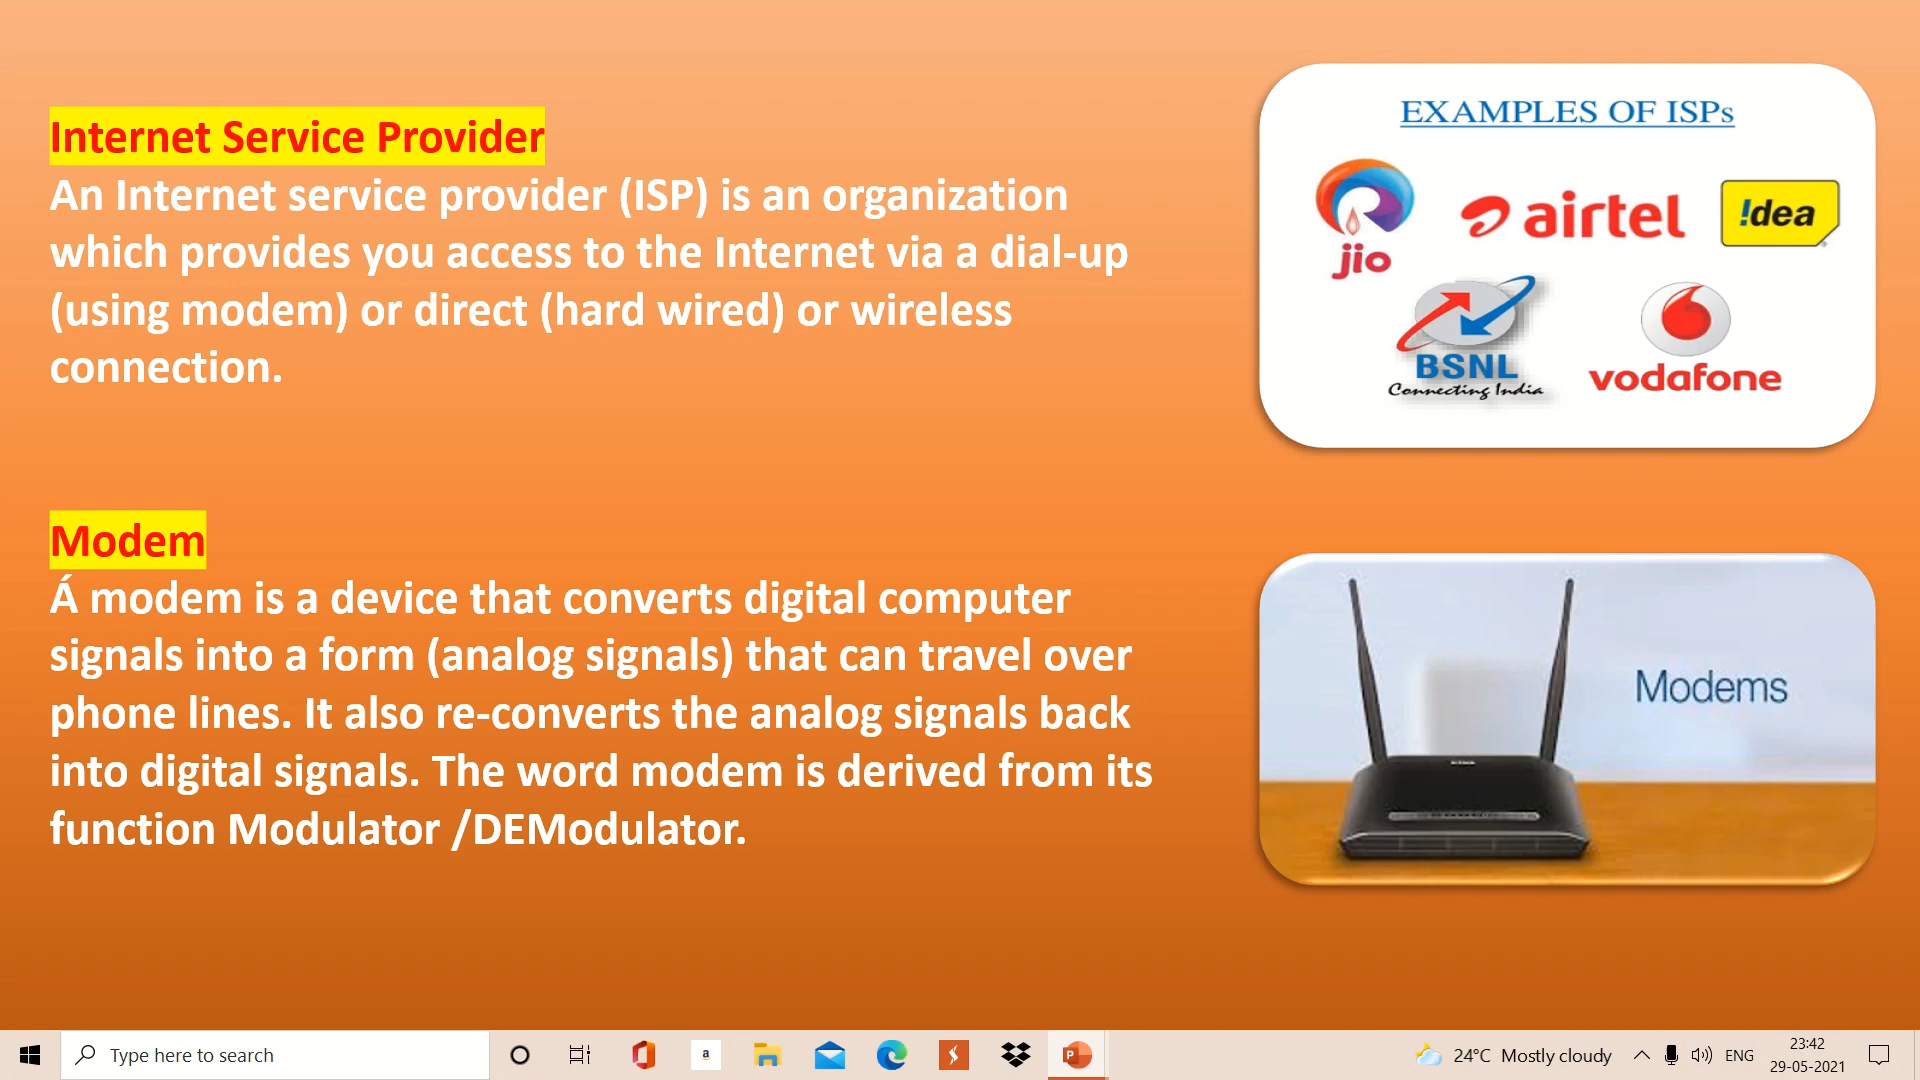 Internet Service Provider
An Internet service provider (ISP) is an organization
which provides you access to the Internet via a dial-up
(using modem) or direct (hard wired) or wireless
connection.
EXAMPLES OF ISPs
jio
airtel
!dea
BSNL
Connecting India
vodafone
Modem
Á modem is a device that converts digital computer
signals into a form (analog signals) that can travel over
phone lines. It also re-converts the analog signals back
into digital signals. The word modem is derived from its
function Modulator /DEModulator.
Modems
Type here to search
a
P
24°C Mostly cloudy
ENG
23:42
29-05-2021